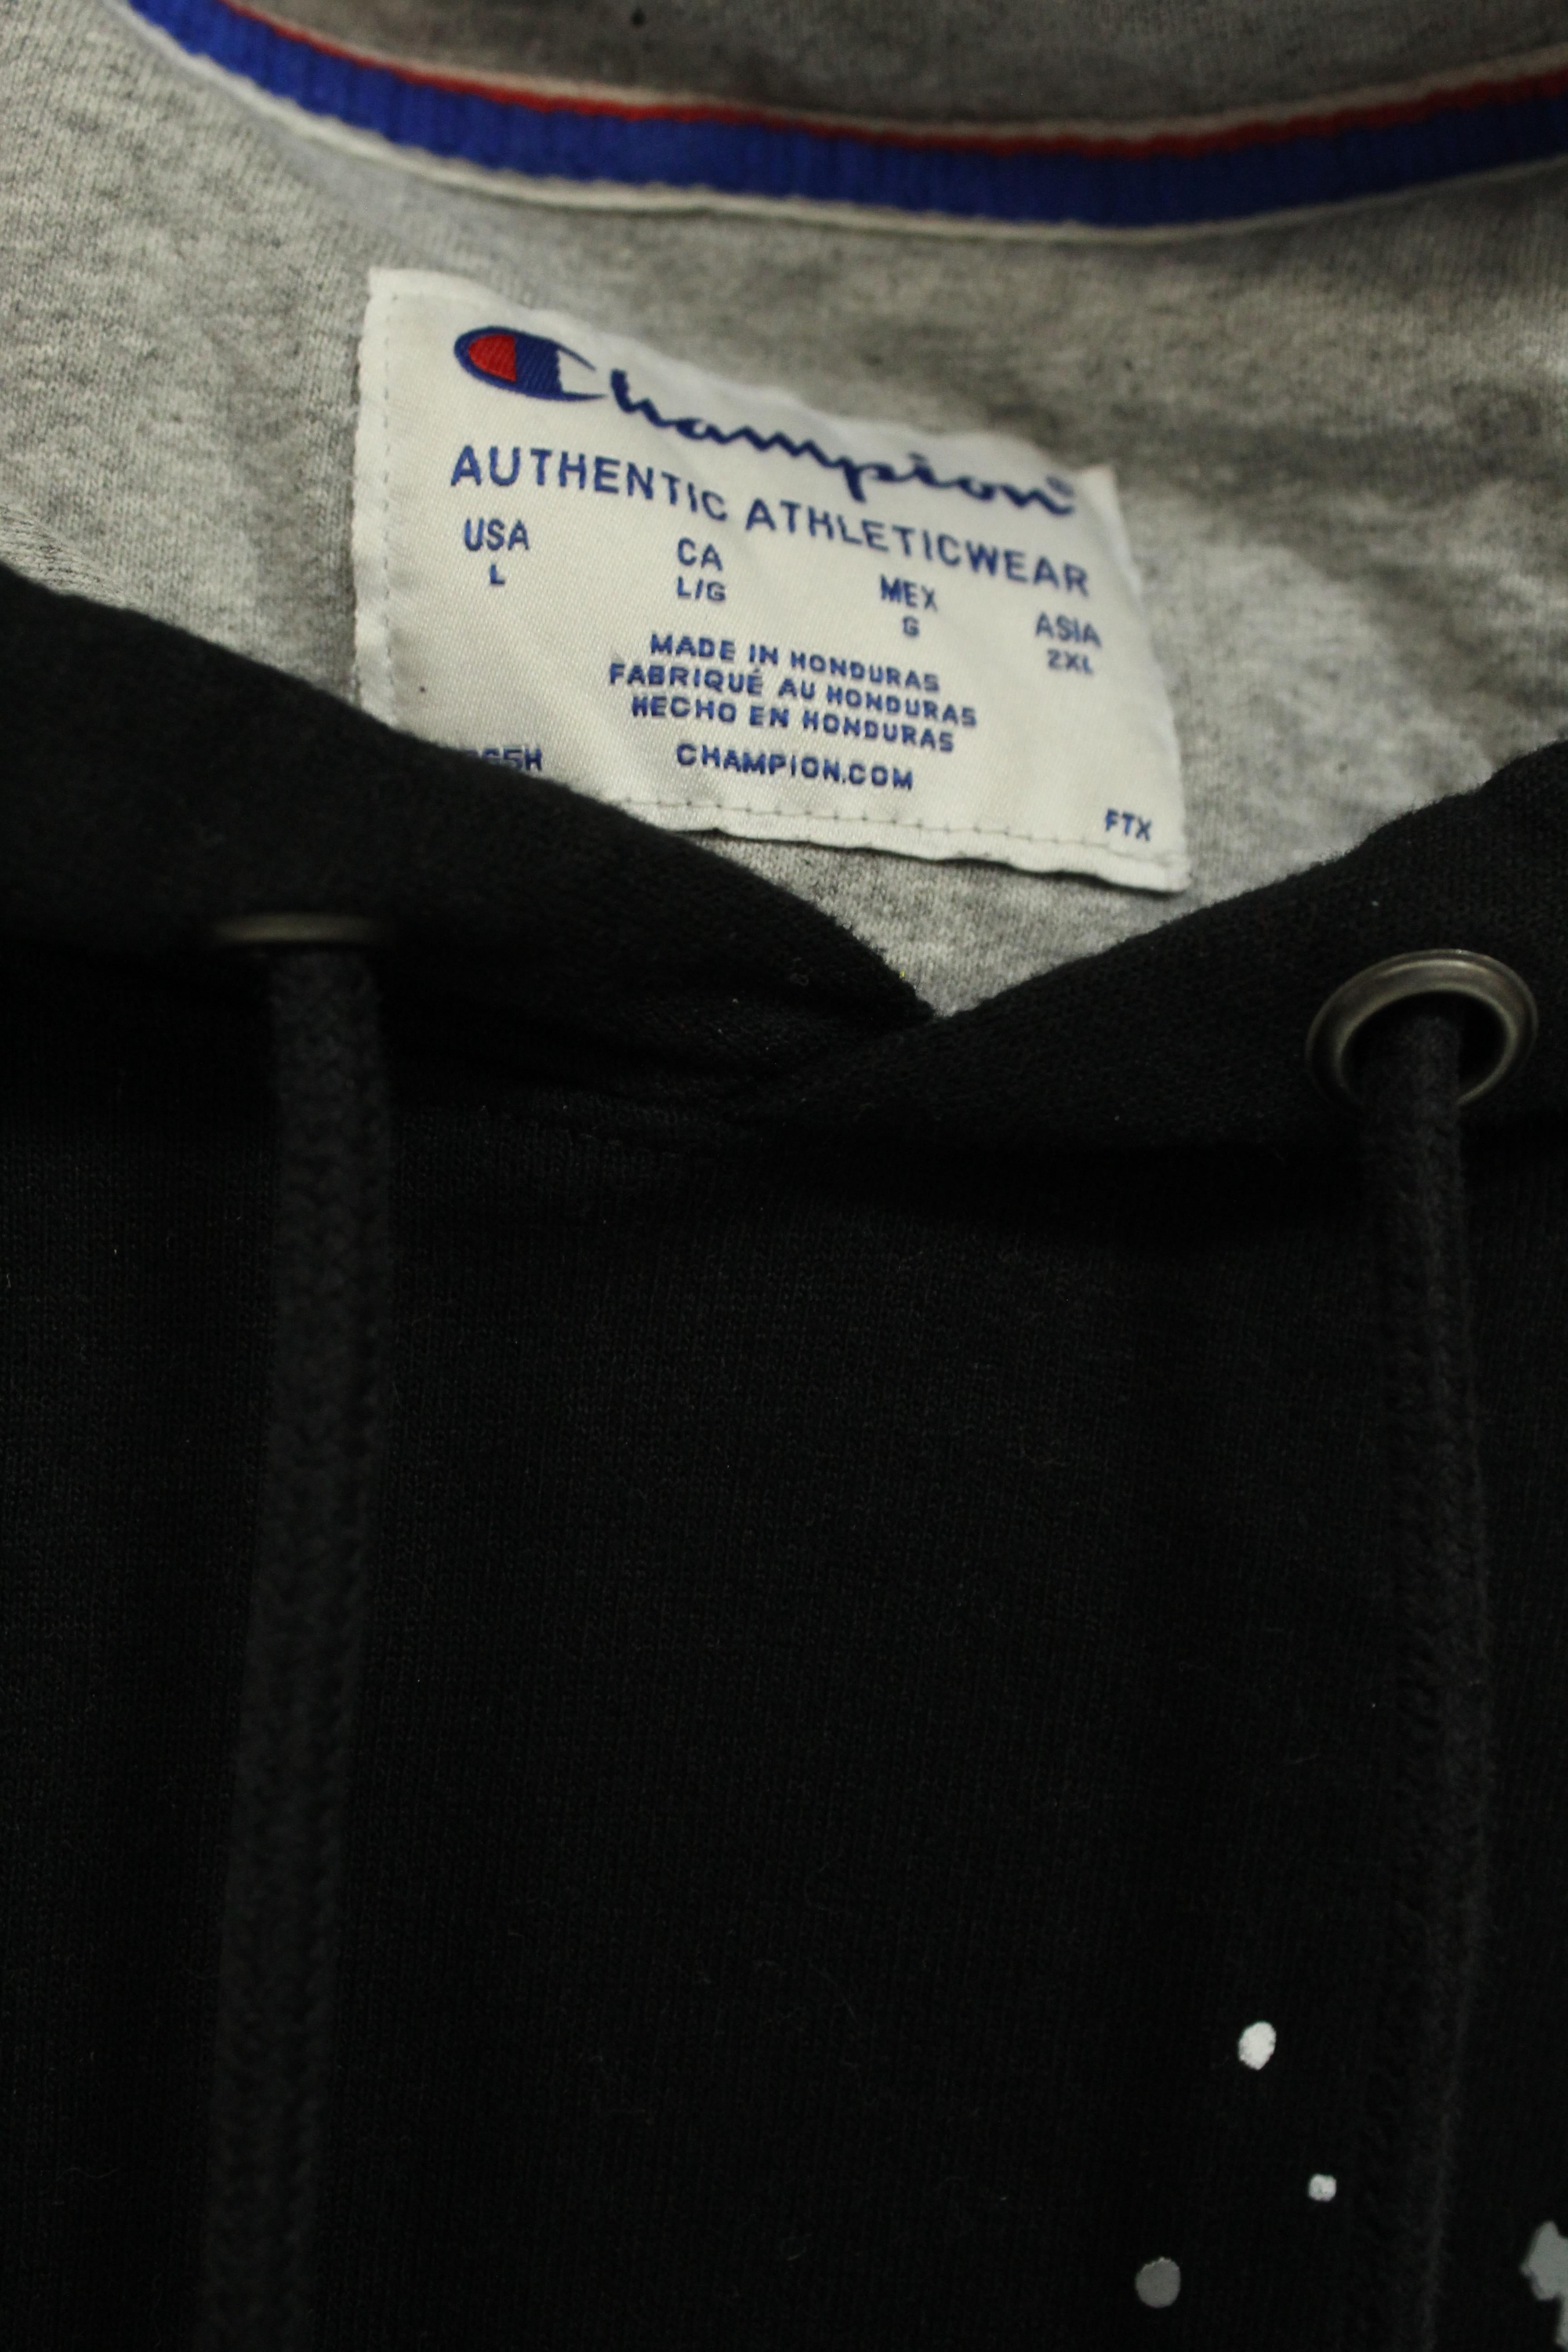 Champion®
AUTHENTIC ATHLETICWEAR
USA CA MEX ASIA
L L/G G 2XL
MADE IN HONDURAS
FABRIQUÉ AU HONDURAS
HECHO EN HONDURAS
CHAMPION.COM
FTX